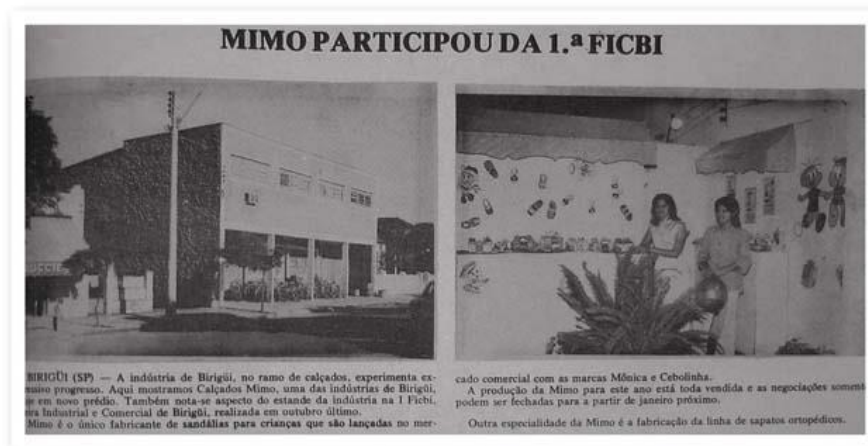 MIMO PARTICIPOU DA 1.ª FICBI
BIRIGÜI (SP) — A indústria de Birigüi, no ramo de calçados, experimenta ex-
progresso. Aqui mostramos Calçados Mimo, uma das indústrias de Birigüi,
em novo prédio. Também nota-se aspecto do estande da indústria na I Ficbi,
Industrial e Comercial de Birigüi, realizada em outubro último.
Mimo é o único fabricante de sandálias para crianças que são lançadas no mer-
cado comercial com as marcas Mônica e Cebolinha.
A produção da Mimo para este ano está toda vendida e as negociações soment
podem ser fechadas para a partir de janeiro próximo.
Outra especialidade da Mimo é a fabricação da linha de sapatos ortopédicos.